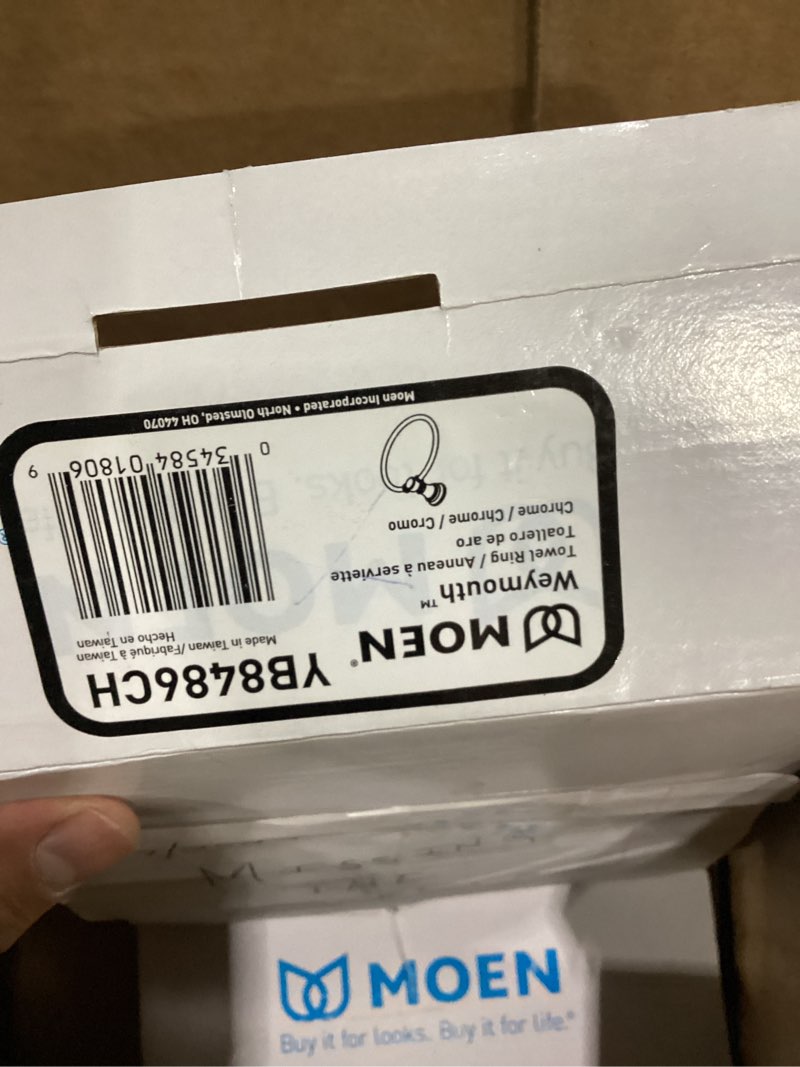 MOEN® YB8486CH
Weymouth™
Made in Taiwan/Fabriqué à Taiwan
Hecho en Taiwan
Towel Ring / Anneau à serviette
Toallero de aro
Chrome / Chrome / Cromo
0 34584 01806 9
Moen Incorporated • North Olmsted, OH 44070
MOEN
Buy it for looks. Buy it for life.®